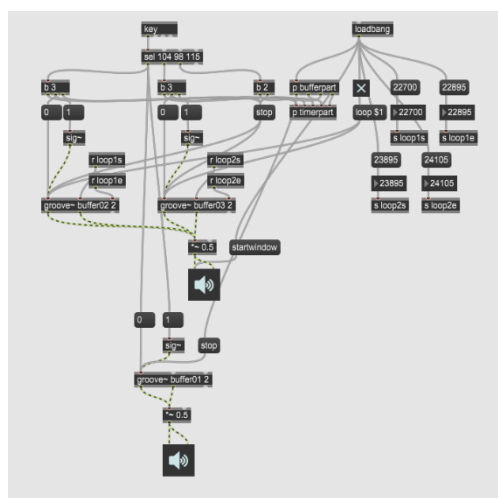 key
loadbang
sel 104 98 115
b 3
b 3
b 2
p bufferpart
22700
22895
0
1
0
1
stop
p timerpart
loop $1
22700
22895
sig~
sig~
s loop1s
s loop1e
r loop1s
r loop2s
23895
24105
r loop1e
r loop2e
23895
24105
groove~ buffer02 2
groove~ buffer03 2
s loop2s
s loop2e
*~ 0.5
startwindow
0
1
sig~
stop
groove~ buffer01 2
*~ 0.5